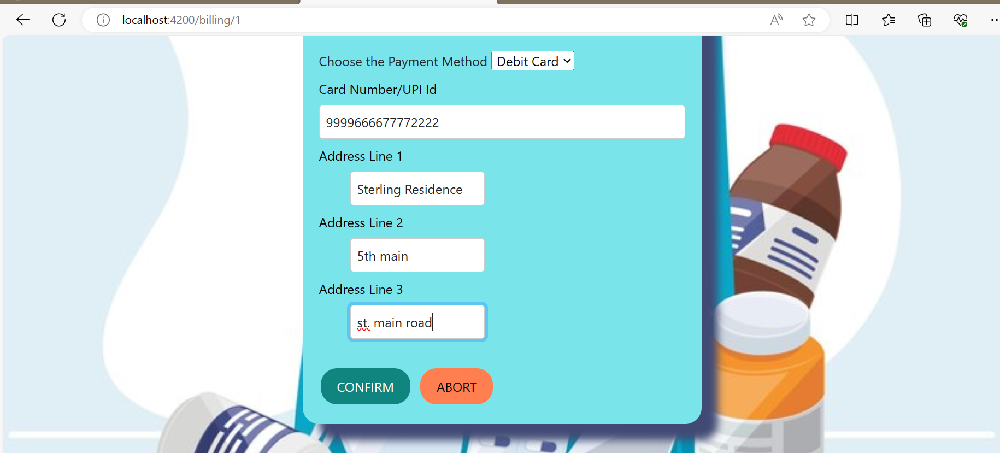 localhost:4200/billing/1
Choose the Payment Method Debit Card
Card Number/UPI Id
9999666677772222
Address Line 1
Sterling Residence
Address Line 2
5th main
Address Line 3
st. main road
CONFIRM ABORT